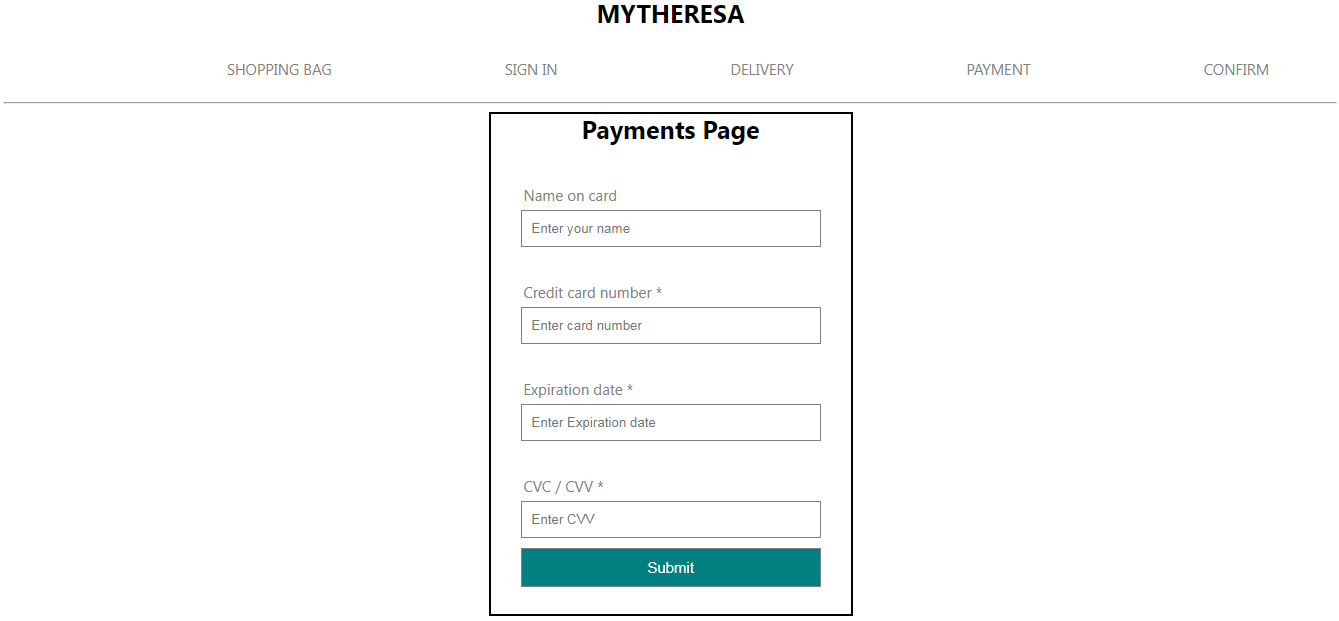 MYTHERESA
SHOPPING BAG SIGN IN DELIVERY PAYMENT CONFIRM
Payments Page
Name on card
Enter your name
Credit card number *
Enter card number
Expiration date *
Enter Expiration date
CVC / CVV *
Enter CVV
Submit